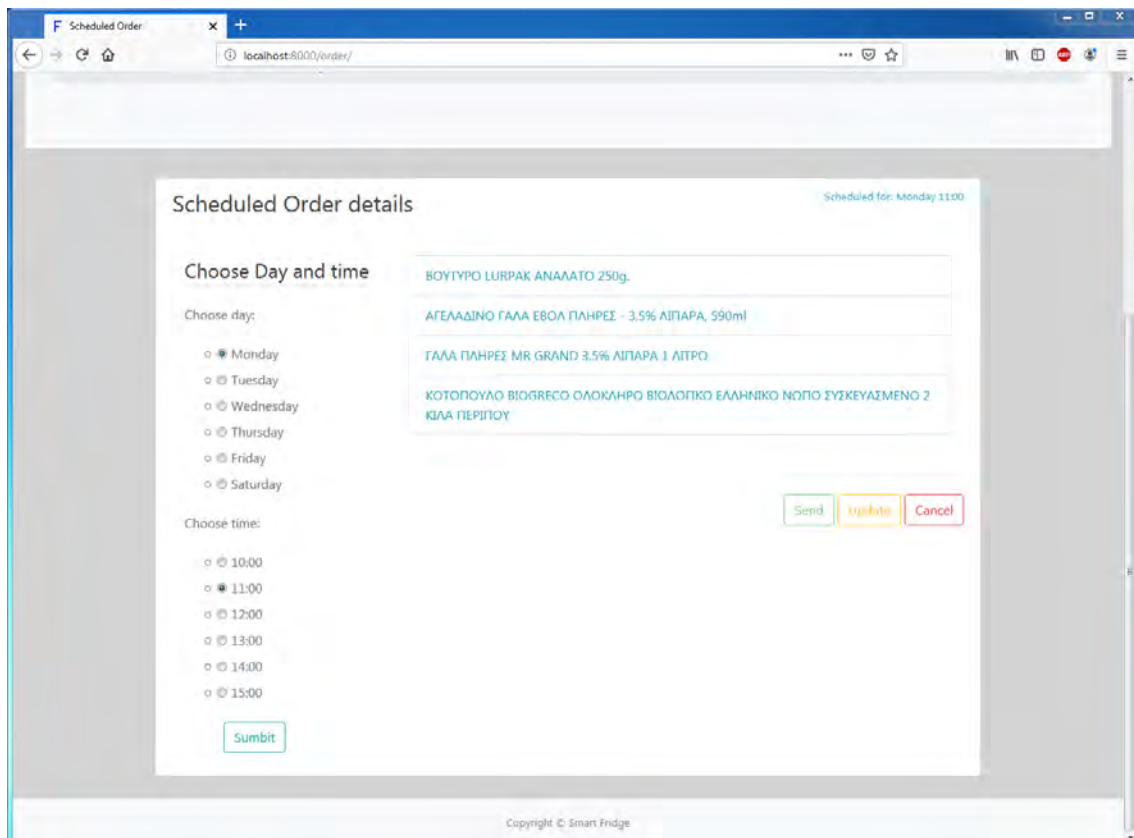 Scheduled Order
localhost:8000/order/
Scheduled Order details
Scheduled for: Monday 11:00
Choose Day and time
Choose day:
Monday
Tuesday
Wednesday
Thursday
Friday
Saturday
Choose time:
10:00
11:00
12:00
13:00
14:00
15:00
Sumbit
ΒΟΥΤΥΡΟ LURPAK ΑΝΑΛΑΤΟ 250g.
ΑΓΕΛΑΔΙΝΟ ΓΑΛΑ ΕΒΟΛ ΠΛΗΡΕΣ - 3.5% ΛΙΠΑΡΑ, 590ml
ΓΑΛΑ ΠΛΗΡΕΣ MR GRAND 3.5% ΛΙΠΑΡΑ 1 ΛΙΤΡΟ
ΚΟΤΟΠΟΥΛΟ BIOGRECO ΟΛΟΚΛΗΡΟ ΒΙΟΛΟΓΙΚΟ ΕΛΛΗΝΙΚΟ ΝΩΠΟ ΣΥΣΚΕΥΑΣΜΕΝΟ 2
ΚΙΛΑ ΠΕΡΙΠΟΥ
Send
Update
Cancel
Copyright © Smart Fridge